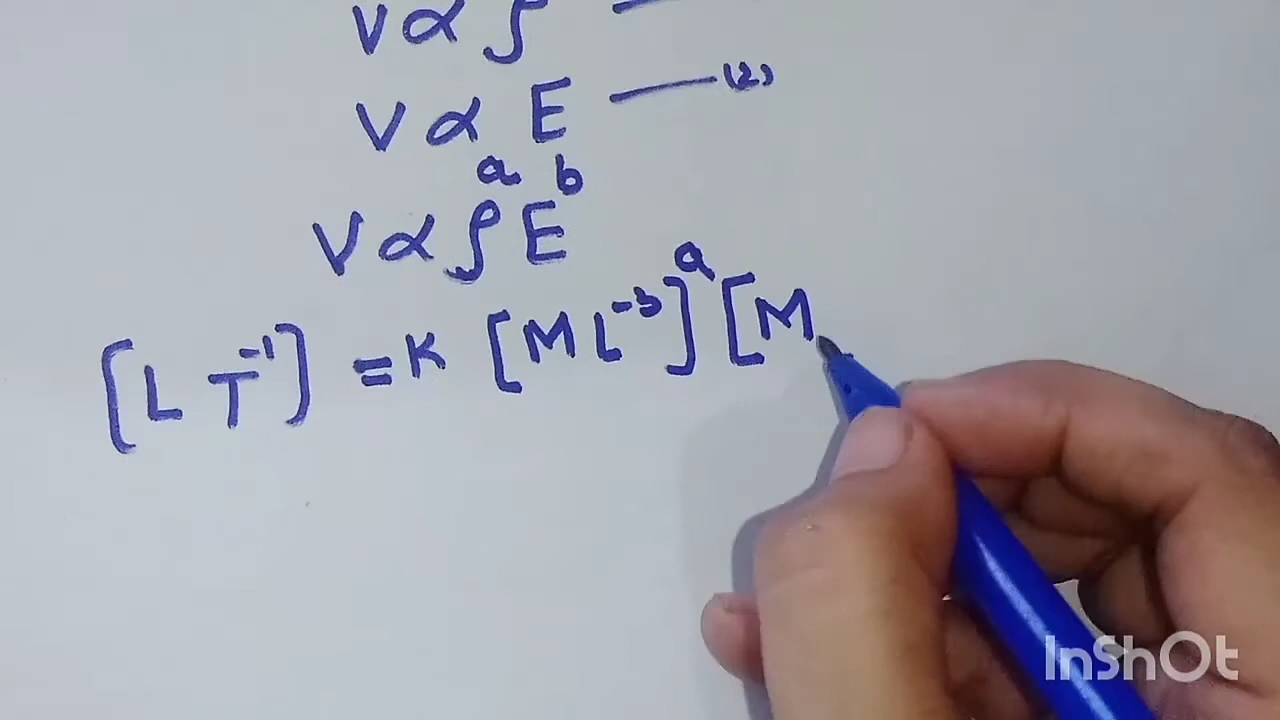 V ∝ ρ —
V ∝ E — (2)
V ∝ ρ^a E^b
[L T^-1] = K [M L^-3]^a [M
InShOt